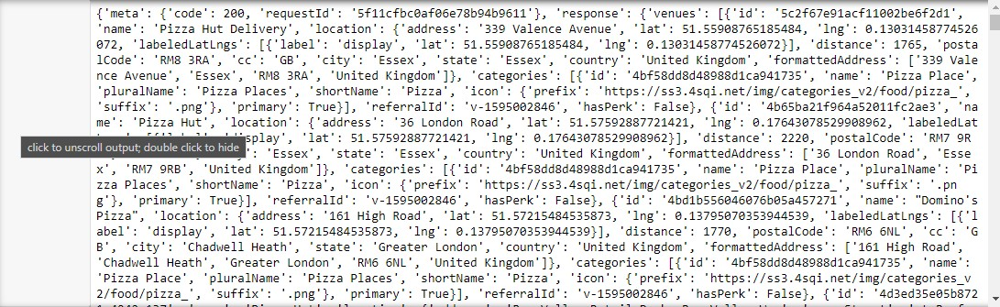 {'meta': {'code': 200, 'requestId': '5f11cfbc0af06e78b94b9611'}, 'response': {'venues': [{'id': '5c2f67e91acf11002be6f2d1',
'name': 'Pizza Hut Delivery', 'location': {'address': '339 Valence Avenue', 'lat': 51.55908765185484, 'lng': 0.13031458774526
072, 'labeledLatLngs': [{'label': 'display', 'lat': 51.55908765185484, 'lng': 0.13031458774526072}], 'distance': 1765, 'posta
lCode': 'RM8 3RA', 'cc': 'GB', 'city': 'Essex', 'state': 'Essex', 'country': 'United Kingdom', 'formattedAddress': ['339 Vale
nce Avenue', 'Essex', 'RM8 3RA', 'United Kingdom']}, 'categories': [{'id': '4bf58dd8d48988d1ca941735', 'name': 'Pizza Place',
'pluralName': 'Pizza Places', 'shortName': 'Pizza', 'icon': {'prefix': 'https://ss3.4sqi.net/img/categories_v2/food/pizza_',
'suffix': '.png'}, 'primary': True}], 'referralId': 'v-1595002846', 'hasPerk': False}, {'id': '4b65ba21f964a52011fc2ae3', 'na
me': 'Pizza Hut', 'location': {'address': '36 London Road', 'lat': 51.57592887721421, 'lng': 0.17643078529908962, 'labeledLat
display', 'lat': 51.57592887721421, 'lng': 0.17643078529908962}], 'distance': 2220, 'postalCode': 'RM7 9R
click to unscroll output; double click to hide
'Essex', 'state': 'Essex', 'country': 'United Kingdom', 'formattedAddress': ['36 London Road', 'Esse
x', 'RM7 9RB', 'United Kingdom']}, 'categories': [{'id': '4bf58dd8d48988d1ca941735', 'name': 'Pizza Place', 'pluralName': 'Pi
zza Places', 'shortName': 'Pizza', 'icon': {'prefix': 'https://ss3.4sqi.net/img/categories_v2/food/pizza_', 'suffix': '.pn
g'}, 'primary': True}], 'referralId': 'v-1595002846', 'hasPerk': False}, {'id': '4bd1b556046076b05a457271', 'name': "Domino's
Pizza", 'location': {'address': '161 High Road', 'lat': 51.57215484535873, 'lng': 0.13795070353944539, 'labeledLatLngs': [{'l
abel': 'display', 'lat': 51.57215484535873, 'lng': 0.13795070353944539}], 'distance': 1770, 'postalCode': 'RM6 6NL', 'cc': 'G
B', 'city': 'Chadwell Heath', 'state': 'Greater London', 'country': 'United Kingdom', 'formattedAddress': ['161 High Road',
'Chadwell Heath', 'Greater London', 'RM6 6NL', 'United Kingdom']}, 'categories': [{'id': '4bf58dd8d48988d1ca941735', 'name':
'Pizza Place', 'pluralName': 'Pizza Places', 'shortName': 'Pizza', 'icon': {'prefix': 'https://ss3.4sqi.net/img/categories_v
2/food/pizza_', 'suffix': '.png'}, 'primary': True}], 'referralId': 'v-1595002846', 'hasPerk': False}, {'id': '4d3ed35e05b872